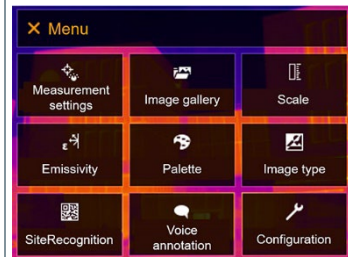 Menu
Measurement
settings
Image gallery
Scale
Emissivity
Palette
Image type
SiteRecognition
Voice
annotation
Configuration